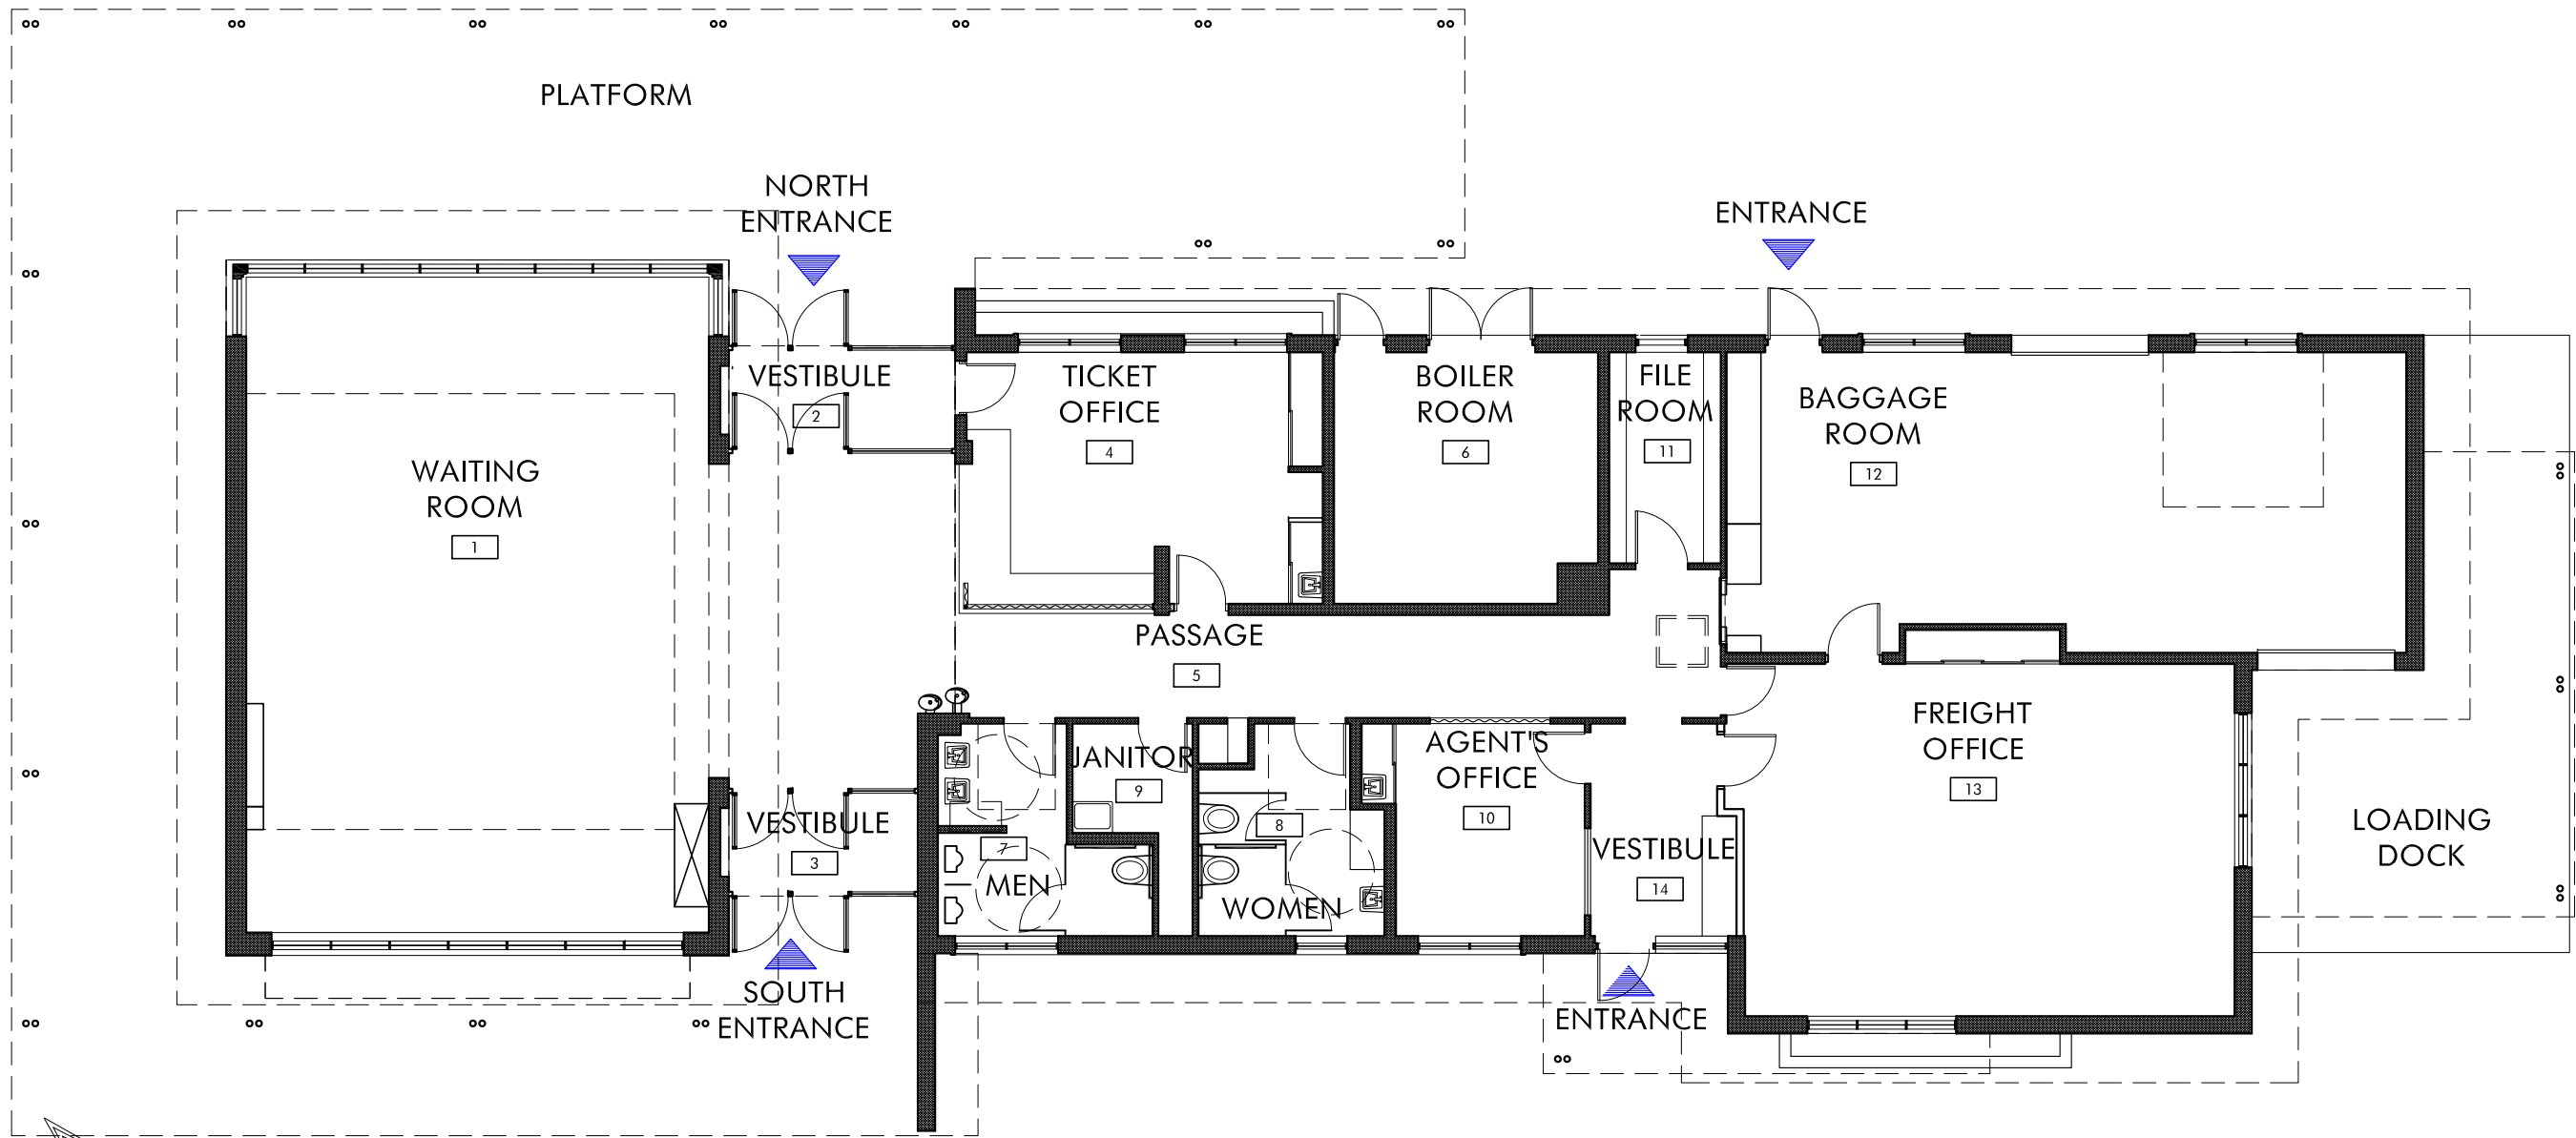 PLATFORM
NORTH
ENTRANCE
ENTRANCE
VESTIBULE
2
TICKET
OFFICE
4
BOILER
ROOM
6
FILE
ROOM
11
BAGGAGE
ROOM
12
WAITING
ROOM
1
PASSAGE
5
JANITOR
9
AGENT'S
OFFICE
10
FREIGHT
OFFICE
13
VESTIBULE
3
7
MEN
8
WOMEN
VESTIBULE
14
LOADING
DOCK
SOUTH
ENTRANCE
ENTRANCE